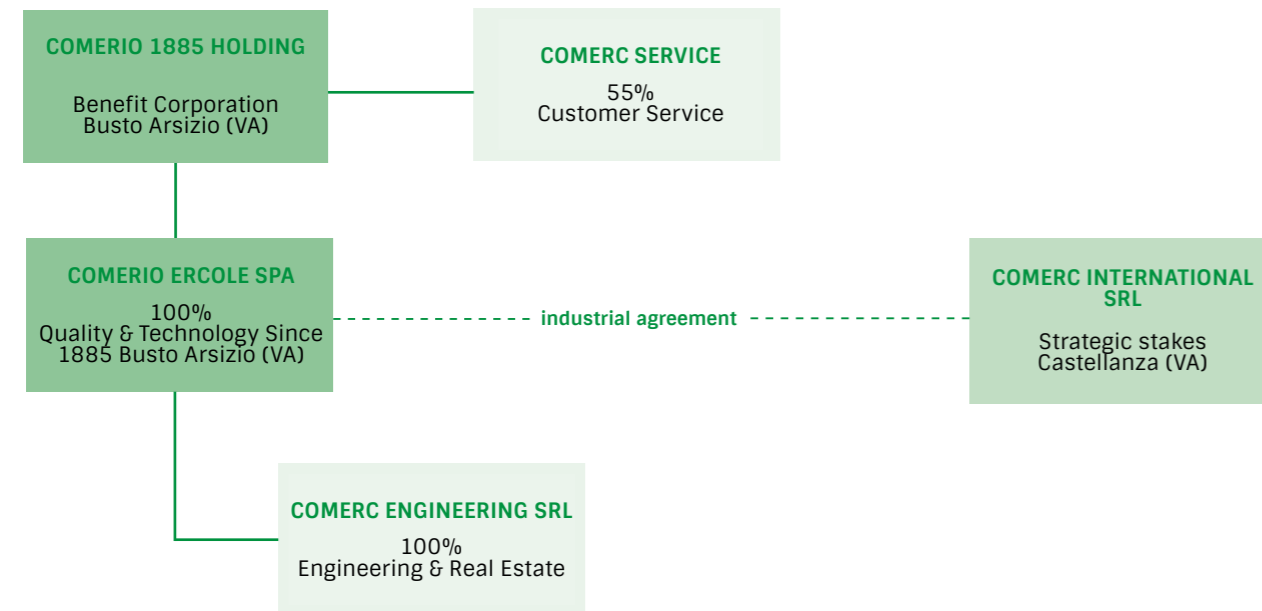 COMERIO 1885 HOLDING
Benefit Corporation
Busto Arsizio (VA)
COMERC SERVICE
55%
Customer Service
COMERIO ERCOLE SPA
100%
Quality & Technology Since
1885 Busto Arsizio (VA)
industrial agreement
COMERC INTERNATIONAL
SRL
Strategic stakes
Castellanza (VA)
COMERC ENGINEERING SRL
100%
Engineering & Real Estate